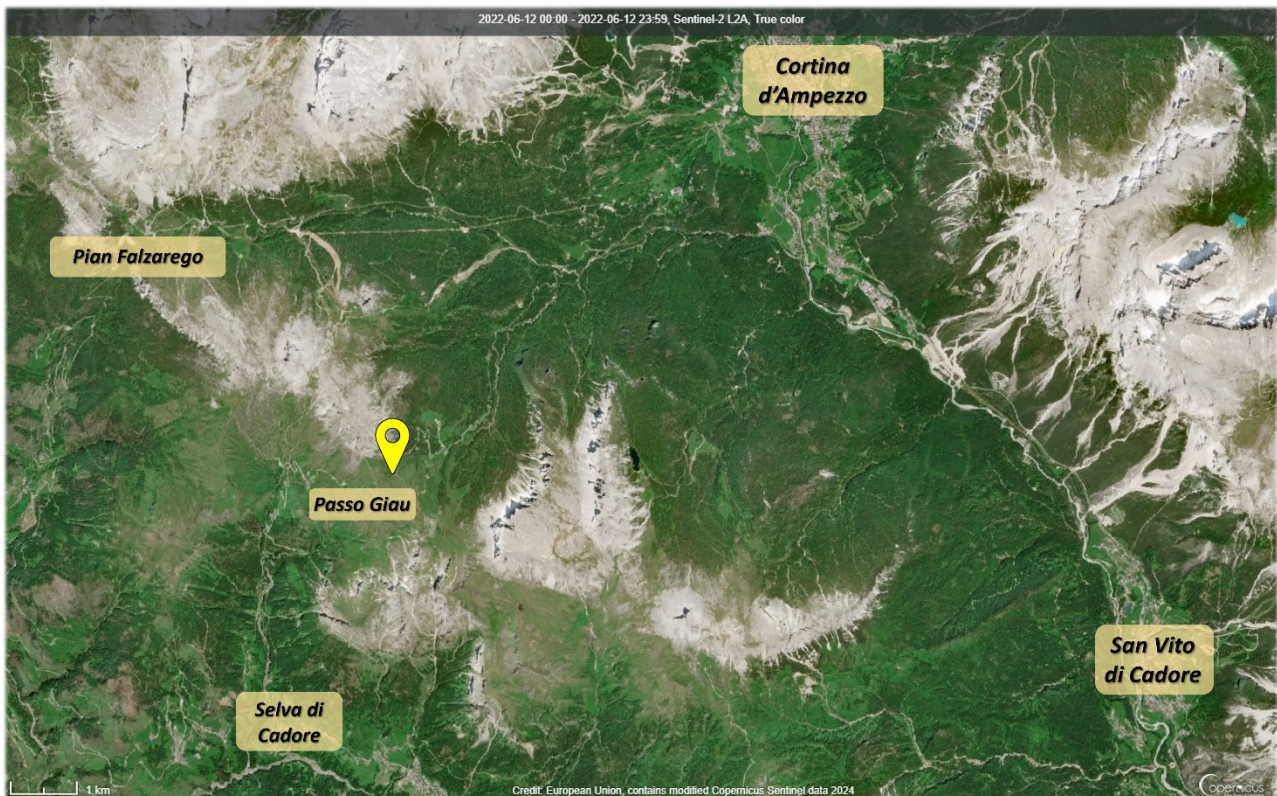 2022-06-12 00:00 - 2022-06-12 23:59, Sentinel-2 L2A, True color
Cortina
d'Ampezzo
Pian Falzarego
Passo Giau
San Vito
di Cadore
Selva di
Cadore
1 km
Credit: European Union, contains modified Copernicus Sentinel data 2024
opernicus